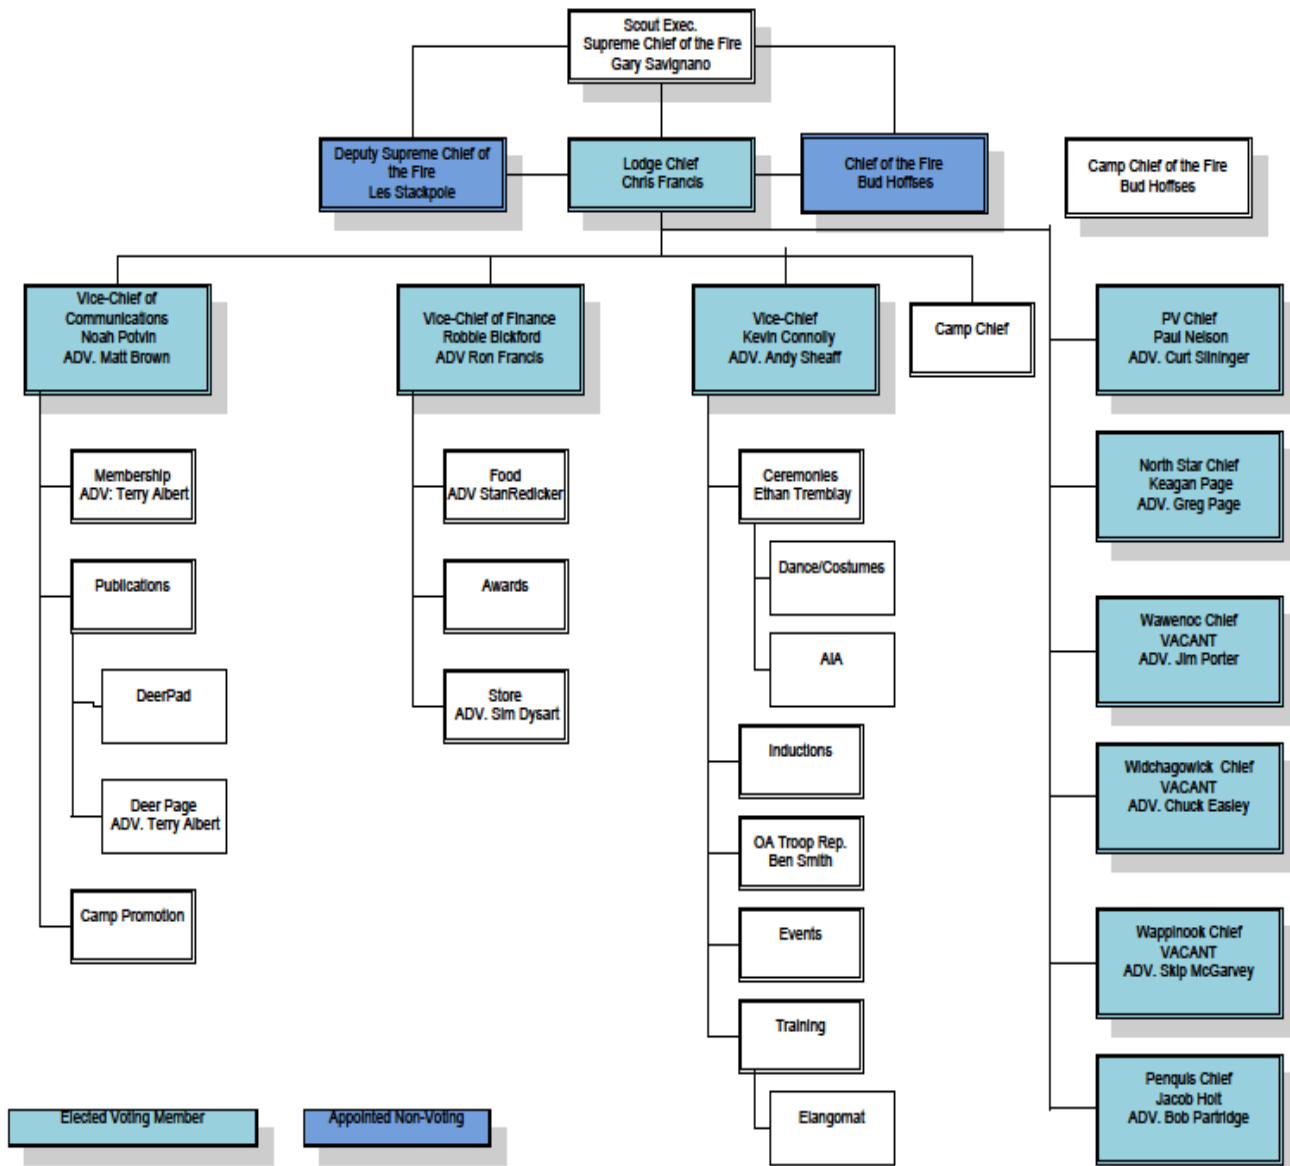 Scout Exec.
Supreme Chief of the Fire
Gary Savignano
Deputy Supreme Chief of
the Fire
Les Stackpole
Lodge Chief
Chris Francis
Chief of the Fire
Bud Hoffses
Camp Chief of the Fire
Bud Hoffses
Vice-Chief of
Communications
Noah Potvin
ADV. Matt Brown
Vice-Chief of Finance
Robbie Bickford
ADV Ron Francis
Vice-Chief
Kevin Connolly
ADV. Andy Sheaff
Camp Chief
PV Chief
Paul Nelson
ADV. Curt Slininger
Membership
ADV: Terry Albert
Food
ADV StanRedicker
Ceremonies
Ethan Tremblay
North Star Chief
Keagan Page
ADV. Greg Page
Publications
Awards
Dance/Costumes
Wawenoc Chief
VACANT
ADV. Jim Porter
DeerPad
Store
ADV. Sim Dysart
AIA
Inductions
Widchagowick Chief
VACANT
ADV. Chuck Easley
Deer Page
ADV. Terry Albert
OA Troop Rep.
Ben Smith
Camp Promotion
Events
Wappinook Chief
VACANT
ADV. Skip McGarvey
Training
Elangomat
Penquis Chief
Jacob Holt
ADV. Bob Partridge
Elected Voting Member
Appointed Non-Voting